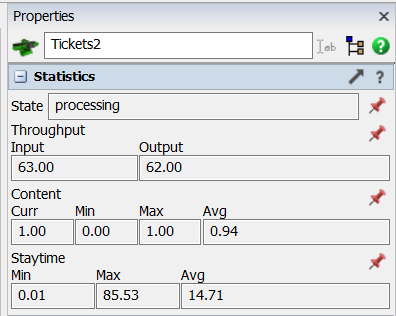 Properties
Tickets2
ab
Statistics
?
State processing
Throughput
Input Output
63.00 62.00
Content
Curr Min Max Avg
1.00 0.00 1.00 0.94
Staytime
Min Max Avg
0.01 85.53 14.71